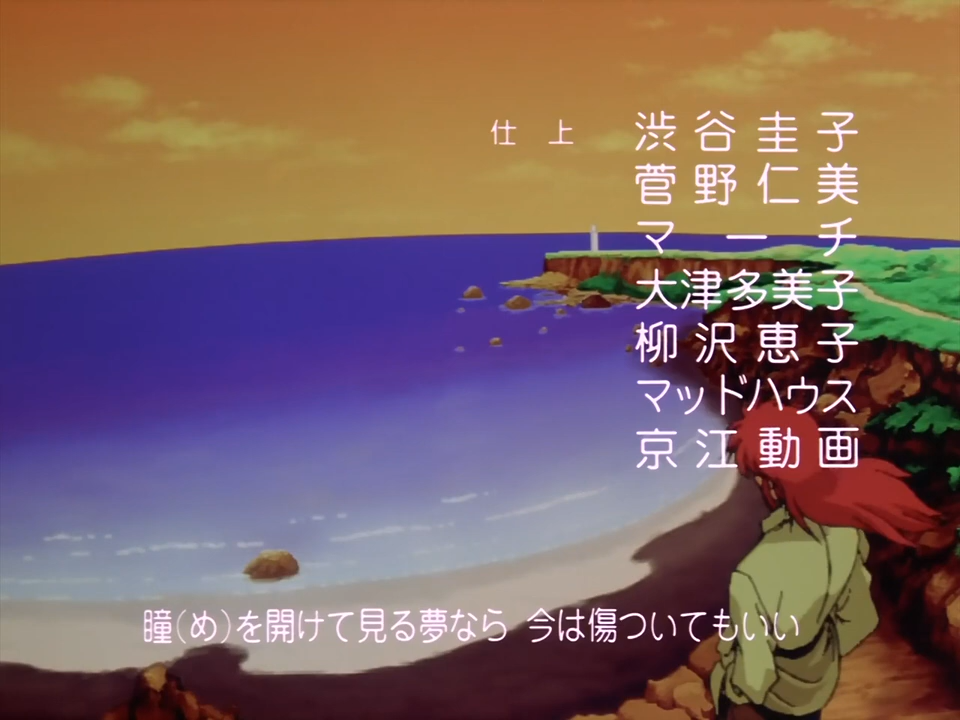 仕上 渋谷圭子
菅野仁美
マーチ
大津多美子
柳沢恵子
マッドハウス
京江動画
瞳(め)を開けて見る夢なら 今は傷ついてもいい